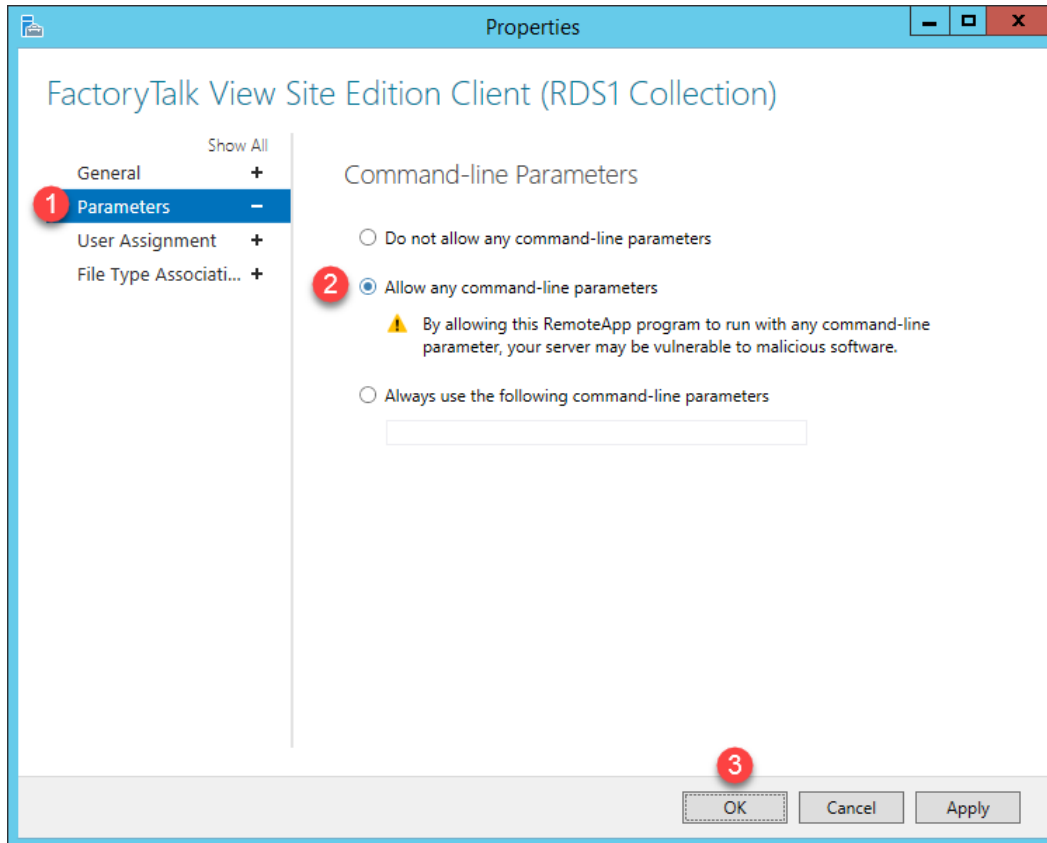 Properties
FactoryTalk View Site Edition Client (RDS1 Collection)
Show All
General +
1 Parameters –
User Assignment +
File Type Associati... +
Command-line Parameters
Do not allow any command-line parameters
2 Allow any command-line parameters
By allowing this RemoteApp program to run with any command-line
parameter, your server may be vulnerable to malicious software.
Always use the following command-line parameters
3
OK Cancel Apply